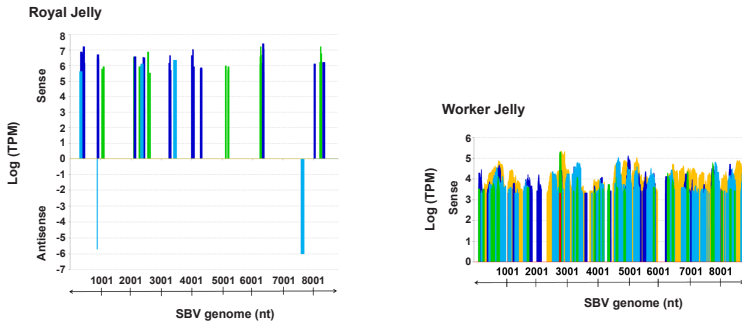 Royal Jelly
Log (TPM)
Sense
Antisense
8
7
6
5
4
3
2
1
0
-1
-2
-3
-4
-5
-6
-7
1001 2001 3001 4001 5001 6001 7001 8001
SBV genome (nt)
Worker Jelly
Log (TPM)
Sense
6
5
4
3
2
1
0
1001 2001 3001 4001 5001 6001 7001 8001
SBV genome (nt)